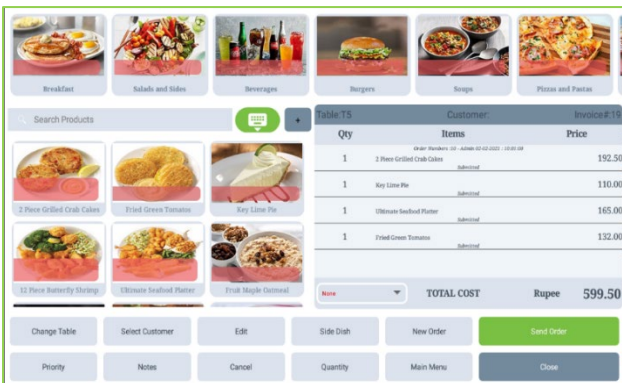 Breakfast
Salads and Sides
Beverages
Burgers
Soups
Pizzas and Pastas
Search Products
+
Table:T5 Customer: Invoice#:19
Qty Items Price
1 2 Piece Grilled Crab Cakes 192.50
Submitted
1 Key Lime Pie 110.00
Submitted
1 Ultimate Seafood Platter 165.00
Submitted
1 Fried Green Tomatos 132.00
Submitted
2 Piece Grilled Crab Cakes
Fried Green Tomatos
Key Lime Pie
12 Piece Butterfly Shrimp
Ultimate Seafood Platter
Fruit Maple Oatmeal
None TOTAL COST Rupee 599.50
Change Table
Select Customer
Edit
Side Dish
New Order
Send Order
Priority
Notes
Cancel
Quantity
Main Menu
Close